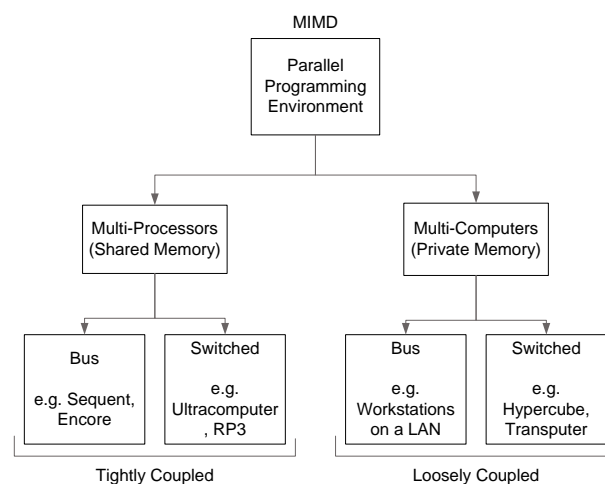 MIMD
Parallel
Programming
Environment
Multi-Processors
(Shared Memory)
Multi-Computers
(Private Memory)
Bus
e.g. Sequent,
Encore
Switched
e.g.
Ultracomputer
, RP3
Bus
e.g.
Workstations
on a LAN
Switched
e.g.
Hypercube,
Transputer
Tightly Coupled
Loosely Coupled